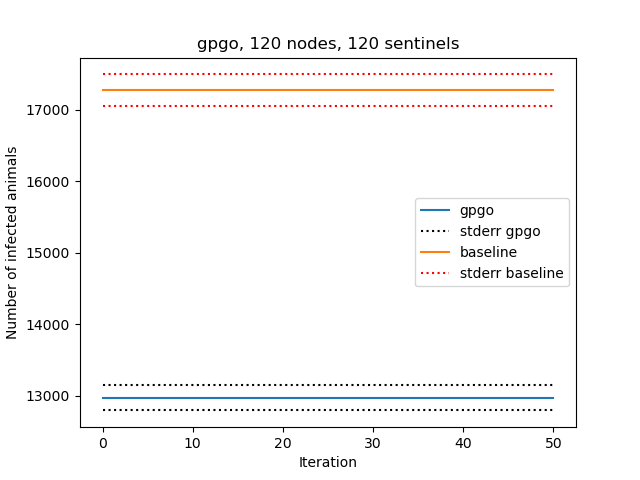 gpgo, 120 nodes, 120 sentinels
Number of infected animals
17000
16000
15000
14000
13000
gpgo
stderr gpgo
baseline
stderr baseline
0 10 20 30 40 50
Iteration